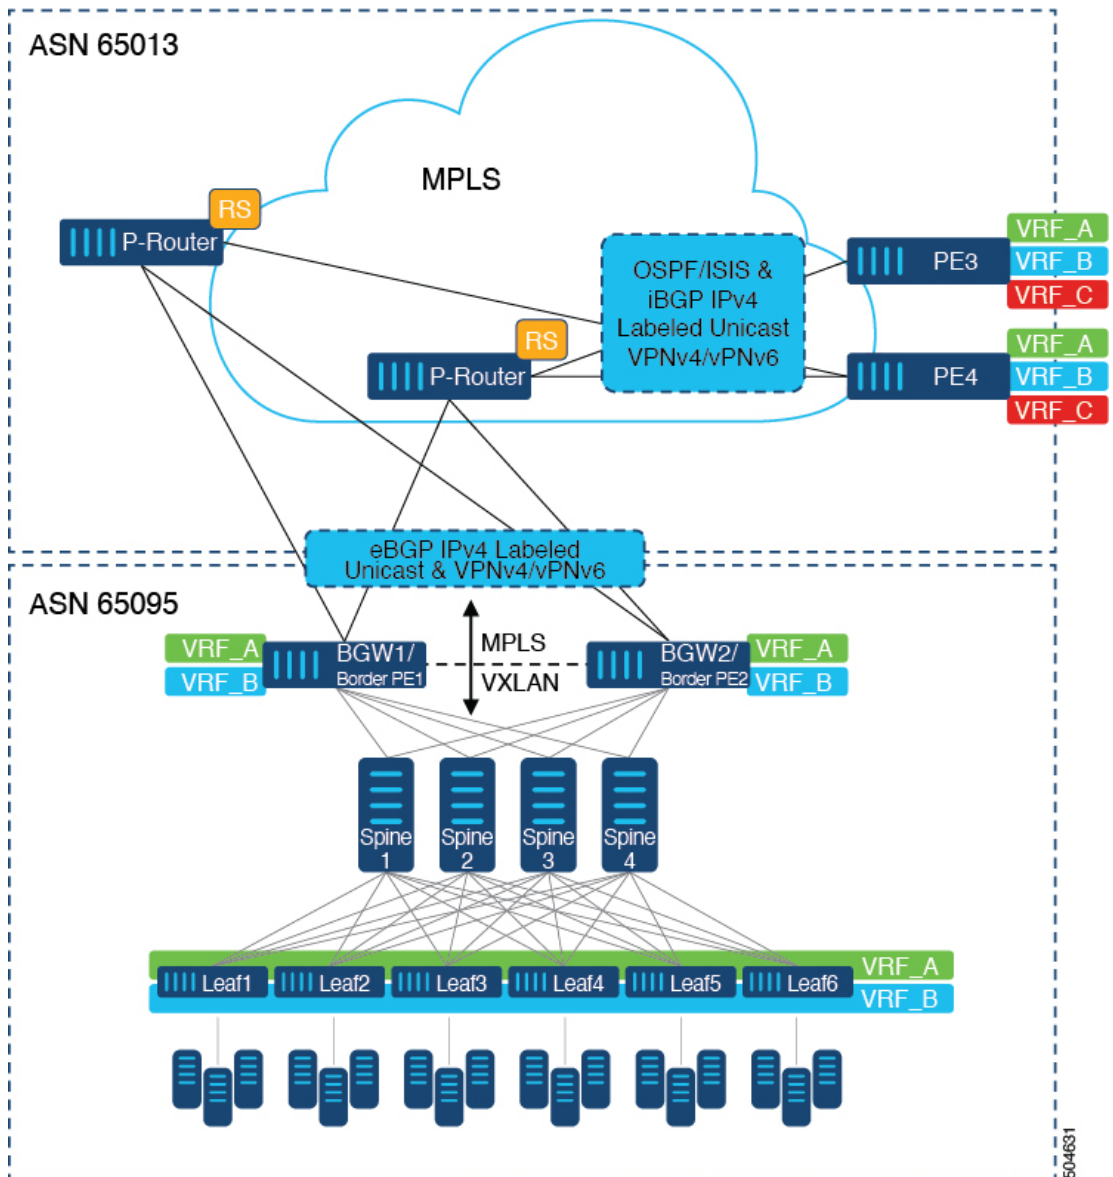 ASN 65013
MPLS
RS
P-Router
OSPF/ISIS &
iBGP IPv4
Labeled Unicast
VPNv4/vPNv6
PE3
VRF_A
VRF_B
VRF_C
RS
P-Router
PE4
VRF_A
VRF_B
VRF_C
eBGP IPv4 Labeled
Unicast & VPNv4/vPNv6
ASN 65095
VRF_A
VRF_B
BGW1/
Border PE1
MPLS
VXLAN
BGW2/
Border PE2
VRF_A
VRF_B
Spine
1
Spine
2
Spine
3
Spine
4
Leaf1
Leaf2
Leaf3
Leaf4
Leaf5
Leaf6
VRF_A
VRF_B
504631